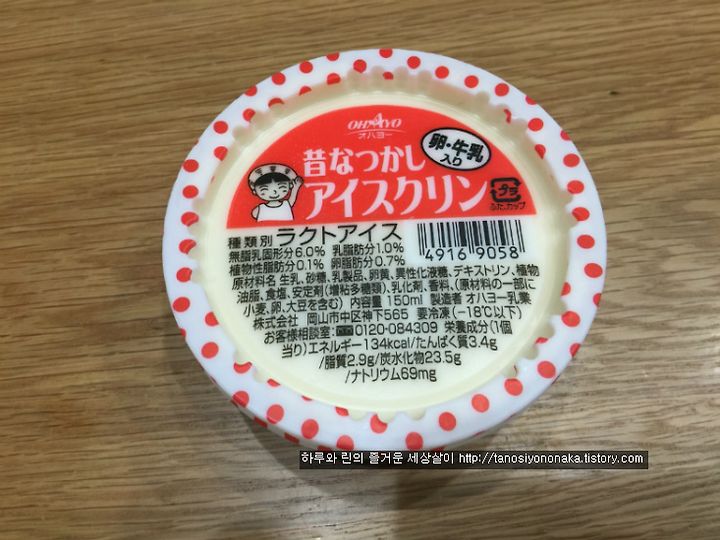 OHAYO
オハヨー
卵・牛乳
入り
昔なつかし
アイスクリン
プラ
ふた、カップ
種類別 ラクトアイス
無脂乳固形分6.0% 乳脂肪分1.0%
植物性脂肪分0.1% 卵脂肪分0.7%
4916 9058
原材料名 生乳、砂糖、乳製品、卵黄、異性化液糖、デキストリン、植物
油脂、食塩、安定剤(増粘多糖類)、乳化剤、香料、(原材料の一部に
小麦、卵、大豆を含む) 内容量 150ml 製造者 オハヨー乳業
株式会社 岡山市中区神下565 要冷凍(-18℃以下)
お客様相談室:0120-084309 栄養成分(1個
当り)エネルギー134kcal/たんぱく質3.4g
/脂質2.9g/炭水化物23.5g
/ナトリウム69mg
하루와 린의 즐거운 세상살이 http://tanosiyononaka.tistory.com